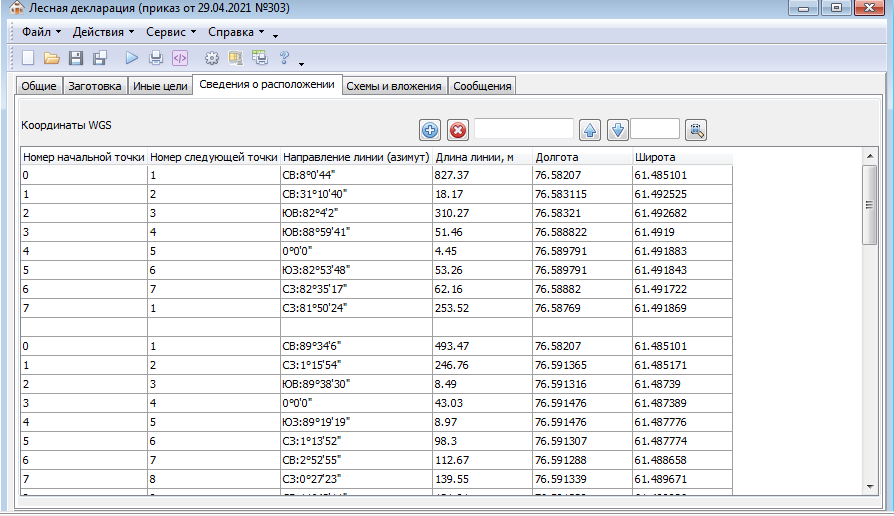 Лесная декларация (приказ от 29.04.2021 №303)
Файл Действия Сервис Справка
Общие Заготовка Иные цели Сведения о расположении Схемы и вложения Сообщения
Координаты WGS
Номер начальной точки Номер следующей точки Направление линии (азимут) Длина линии, м Долгота Широта
0 1 СВ:8°0'44" 827.37 76.58207 61.485101
1 2 СВ:31°10'40" 18.17 76.583115 61.492525
2 3 ЮВ:82°4'2" 310.27 76.58321 61.492682
3 4 ЮВ:88°59'41" 51.46 76.588822 61.4919
4 5 0°0'0" 4.45 76.589791 61.491883
5 6 ЮЗ:82°53'48" 53.26 76.589791 61.491843
6 7 СЗ:82°35'17" 62.16 76.58882 61.491722
7 1 СЗ:81°50'24" 253.52 76.58769 61.491869
0 1 СВ:89°34'6" 493.47 76.58207 61.485101
1 2 СЗ:1°15'54" 246.76 76.591365 61.485171
2 3 ЮВ:89°38'30" 8.49 76.591316 61.48739
3 4 0°0'0" 43.03 76.591476 61.487389
4 5 ЮЗ:89°19'19" 8.97 76.591476 61.487776
5 6 СЗ:1°13'52" 98.3 76.591307 61.487774
6 7 СВ:2°52'55" 112.67 76.591288 61.488658
7 8 СЗ:0°27'23" 139.55 76.591339 61.489671